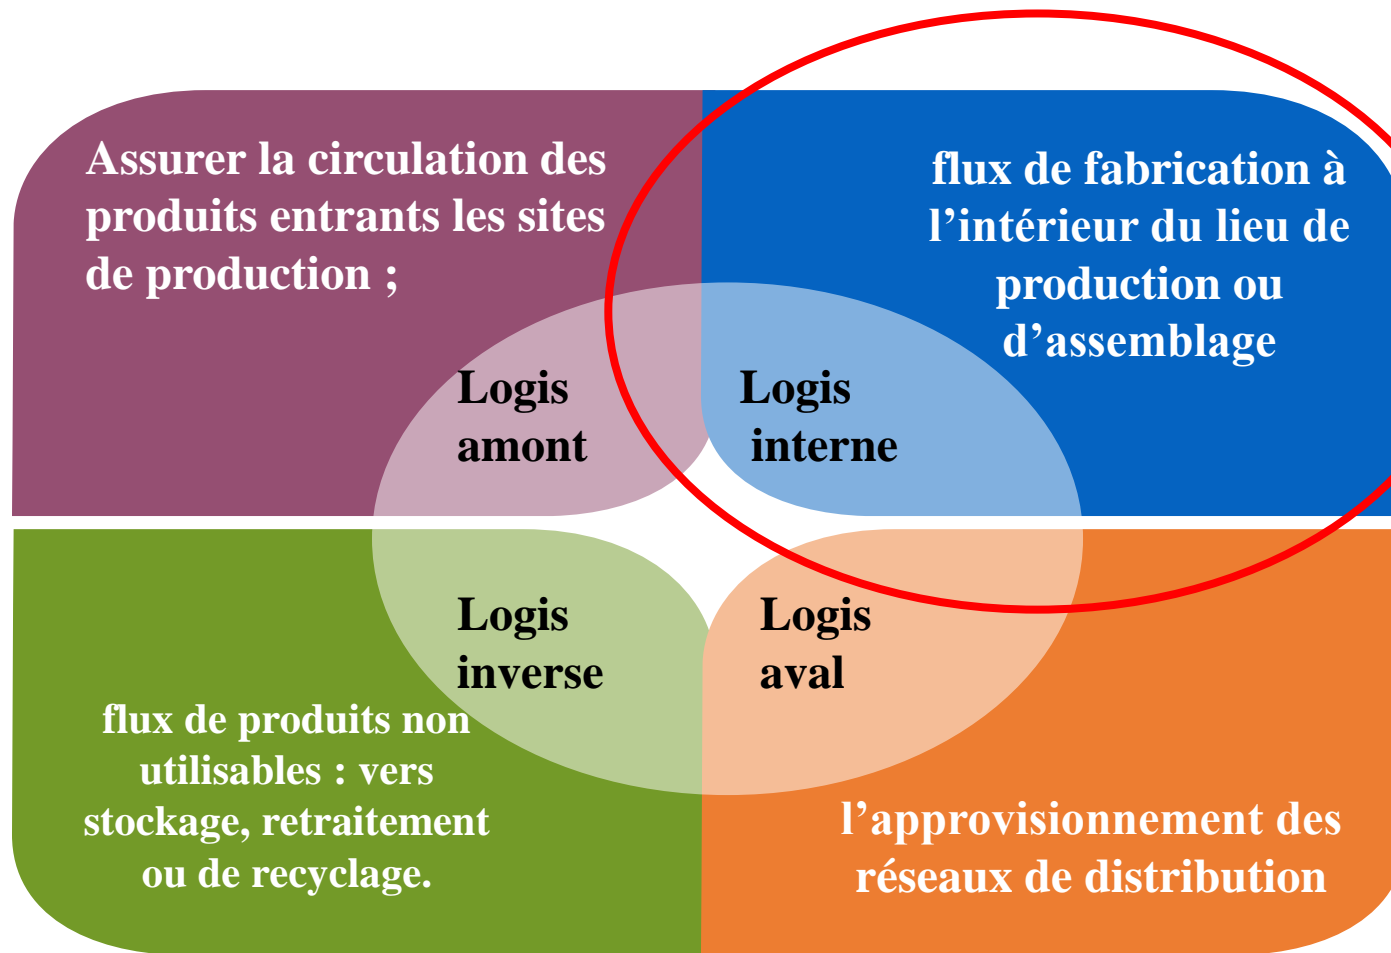 Assurer la circulation des
produits entrants les sites
de production ;
flux de fabrication à
l’intérieur du lieu de
production ou
d’assemblage
Logis
amont
Logis
interne
Logis
inverse
Logis
aval
flux de produits non
utilisables : vers
stockage, retraitement
ou de recyclage.
l’approvisionnement des
réseaux de distribution